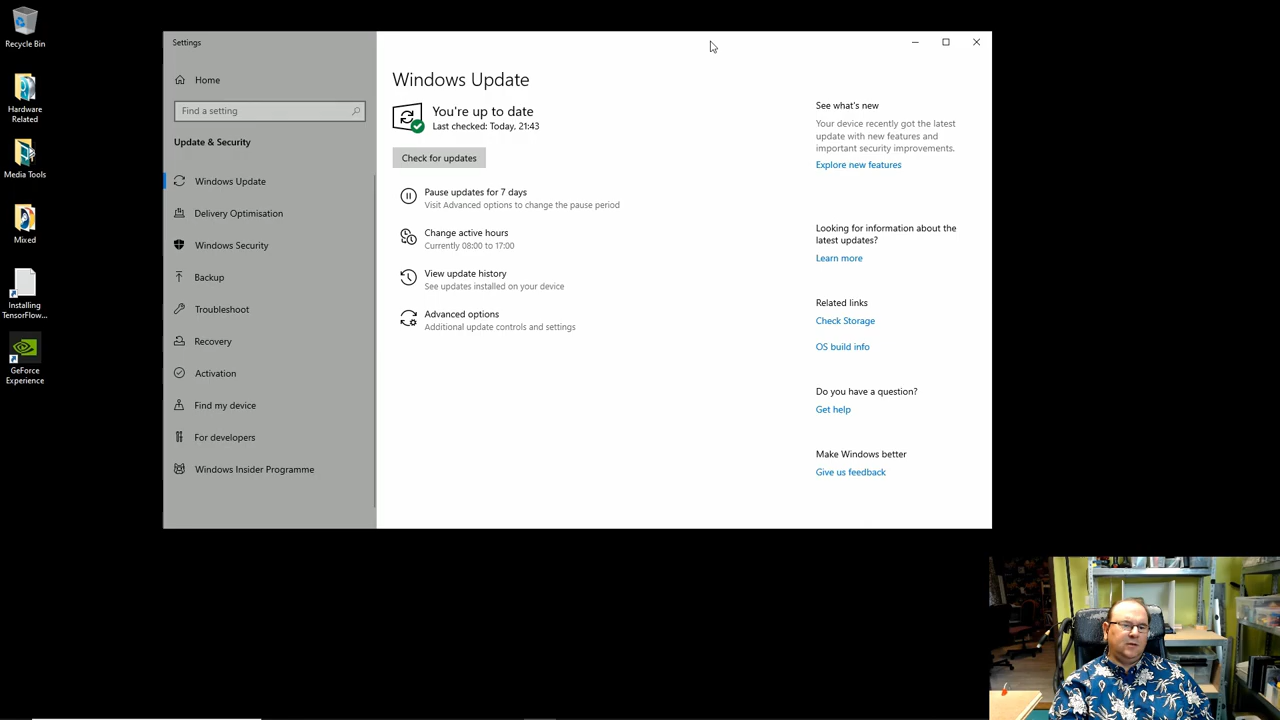 Recycle Bin
Hardware
Related
Media Tools
Mixed
Installing
TensorFlow...
GeForce
Experience
Settings
Home
Find a setting
Update & Security
Windows Update
Delivery Optimisation
Windows Security
Backup
Troubleshoot
Recovery
Activation
Find my device
For developers
Windows Insider Programme
Windows Update
You're up to date
Last checked: Today, 21:43
Check for updates
Pause updates for 7 days
Visit Advanced options to change the pause period
Change active hours
Currently 08:00 to 17:00
View update history
See updates installed on your device
Advanced options
Additional update controls and settings
See what's new
Your device recently got the latest
update with new features and
important security improvements.
Explore new features
Looking for information about the
latest updates?
Learn more
Related links
Check Storage
OS build info
Do you have a question?
Get help
Make Windows better
Give us feedback